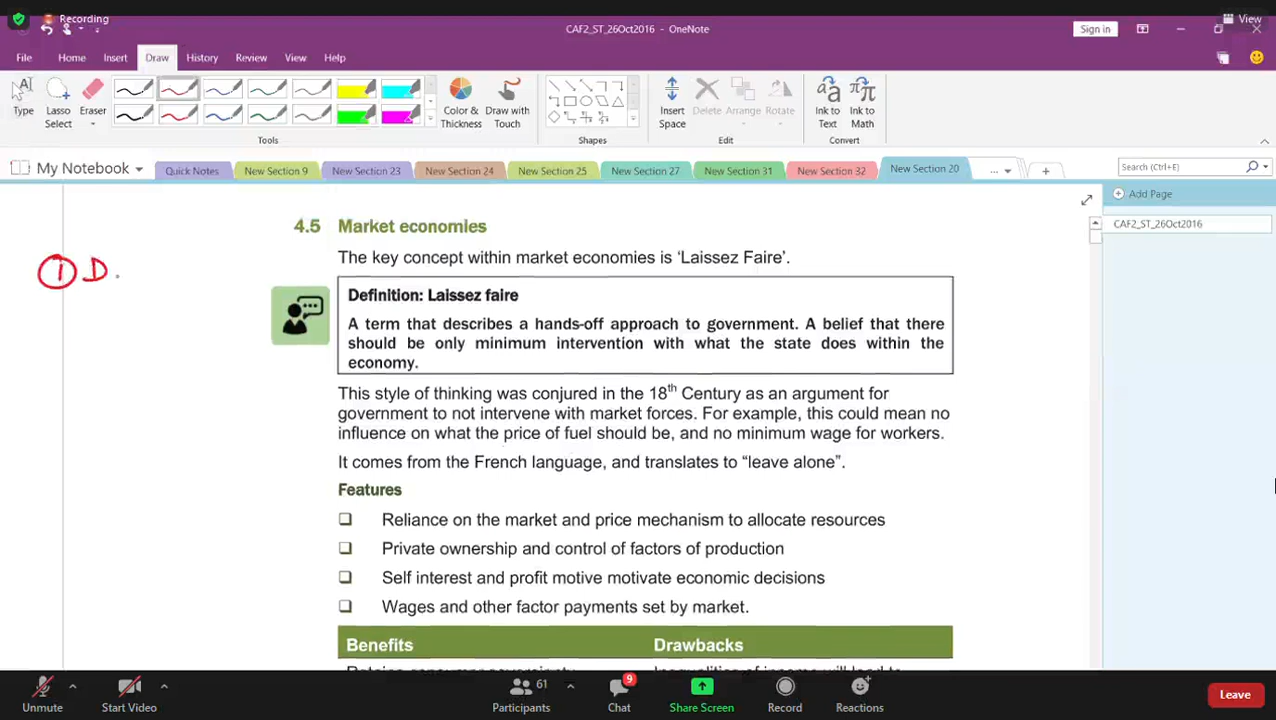 Recording
View
CAF2_ST_26Oct2016 - OneNote
Sign in
File Home Insert Draw History Review View Help
Type
Lasso Select
Eraser
Color & Thickness
Draw with Touch
Insert Space
Delete
Arrange
Rotate
Ink to Text
Ink to Math
Tools Shapes Edit Convert
My Notebook
Quick Notes
New Section 9
New Section 23
New Section 24
New Section 25
New Section 27
New Section 31
New Section 32
New Section 20
...
Search (Ctrl+E)
Add Page
CAF2_ST_26Oct2016
① D
4.5 Market economies
The key concept within market economies is ‘Laissez Faire’.
Definition: Laissez faire
A term that describes a hands-off approach to government. A belief that there
should be only minimum intervention with what the state does within the
economy.
This style of thinking was conjured in the 18th Century as an argument for
government to not intervene with market forces. For example, this could mean no
influence on what the price of fuel should be, and no minimum wage for workers.
It comes from the French language, and translates to “leave alone”.
Features
Reliance on the market and price mechanism to allocate resources
Private ownership and control of factors of production
Self interest and profit motive motivate economic decisions
Wages and other factor payments set by market.
Benefits Drawbacks
Retains consumer sovereignty Inequalities of income will lead to
Unmute
Start Video
61
Participants
9
Chat
Share Screen
Record
Reactions
Leave